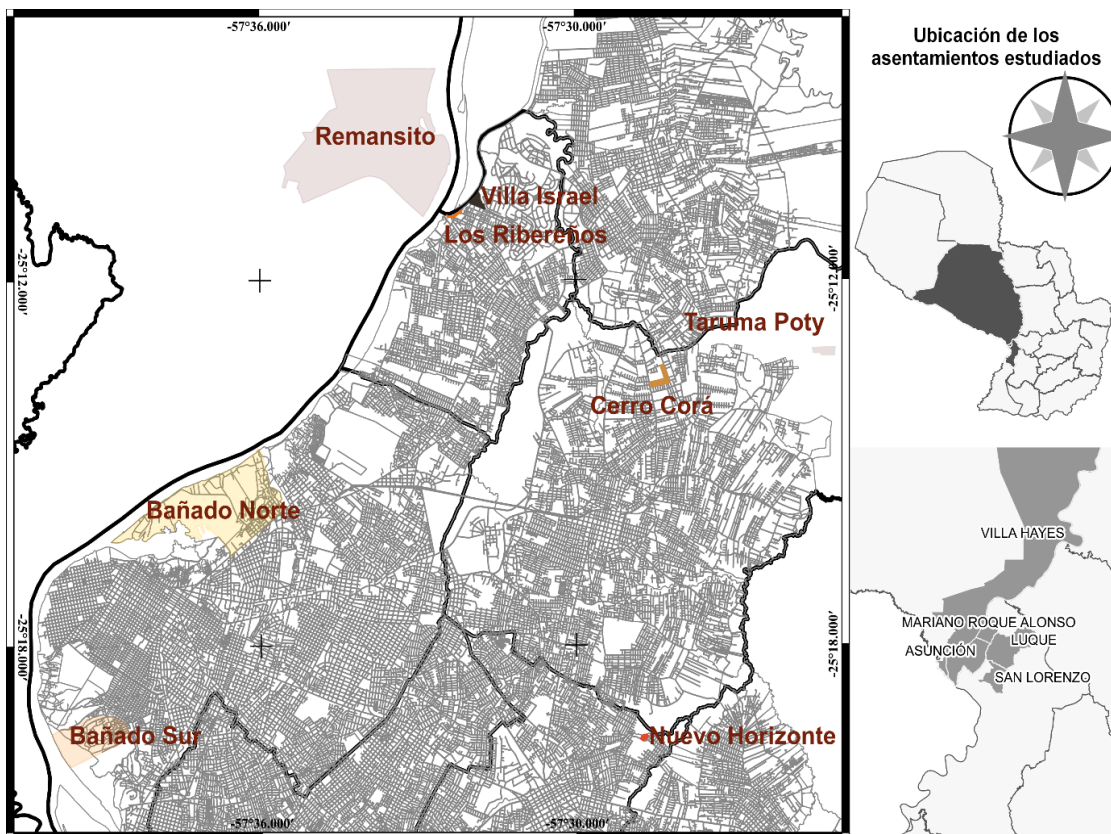 -57°36.000′
-57°30.000′
Remansito
Villa Israel
Los Ribereños
-25°12.000′
-25°12.000′
Taruma Poty
Cerro Corá
Bañado Norte
-25°18.000′
-25°18.000′
Bañado Sur
Nuevo Horizonte
-57°36.000′
-57°30.000′
Ubicación de los
asentamientos estudiados
VILLA HAYES
MARIANO ROQUE ALONSO
LUQUE
ASUNCIÓN
SAN LORENZO